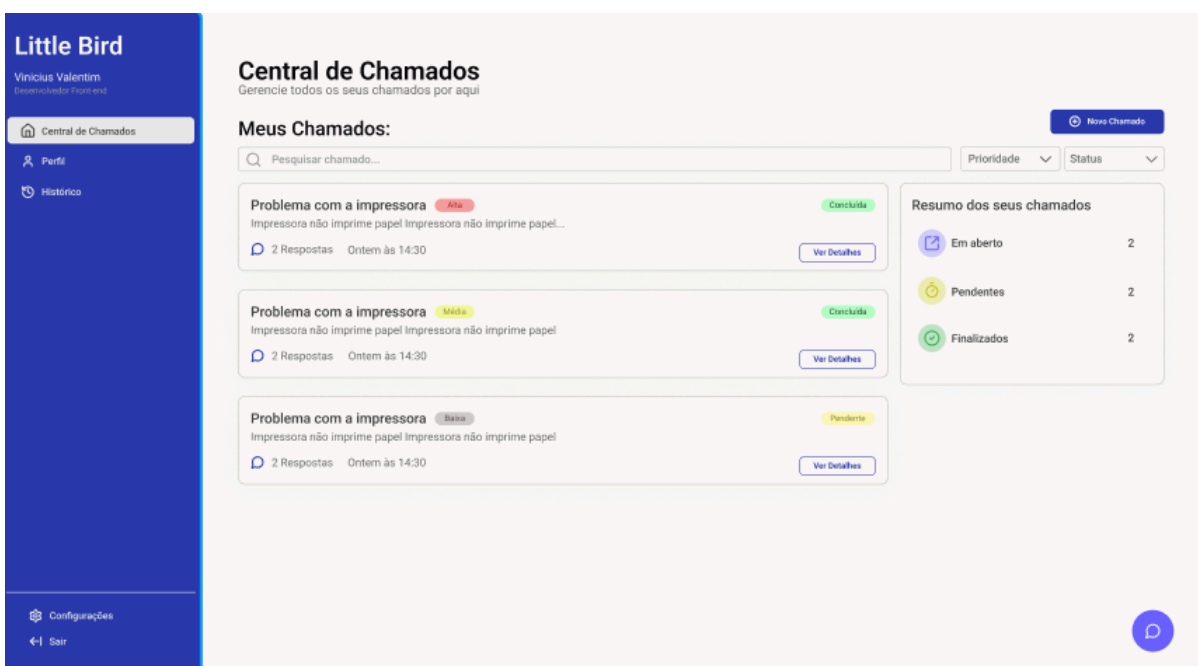 Little Bird
Vinicius Valentim
Desenvolvedor Front-end
Central de Chamados
Perfil
Histórico
Configurações
Sair
Central de Chamados
Gerencie todos os seus chamados por aqui
Meus Chamados:
Novo Chamado
Pesquisar chamado...
Prioridade
Status
Problema com a impressora Alta Concluída
Impressora não imprime papel Impressora não imprime papel...
2 Respostas Ontem às 14:30
Ver Detalhes
Problema com a impressora Média Concluída
Impressora não imprime papel Impressora não imprime papel
2 Respostas Ontem às 14:30
Ver Detalhes
Problema com a impressora Baixa Pendente
Impressora não imprime papel Impressora não imprime papel
2 Respostas Ontem às 14:30
Ver Detalhes
Resumo dos seus chamados
Em aberto 2
Pendentes 2
Finalizados 2